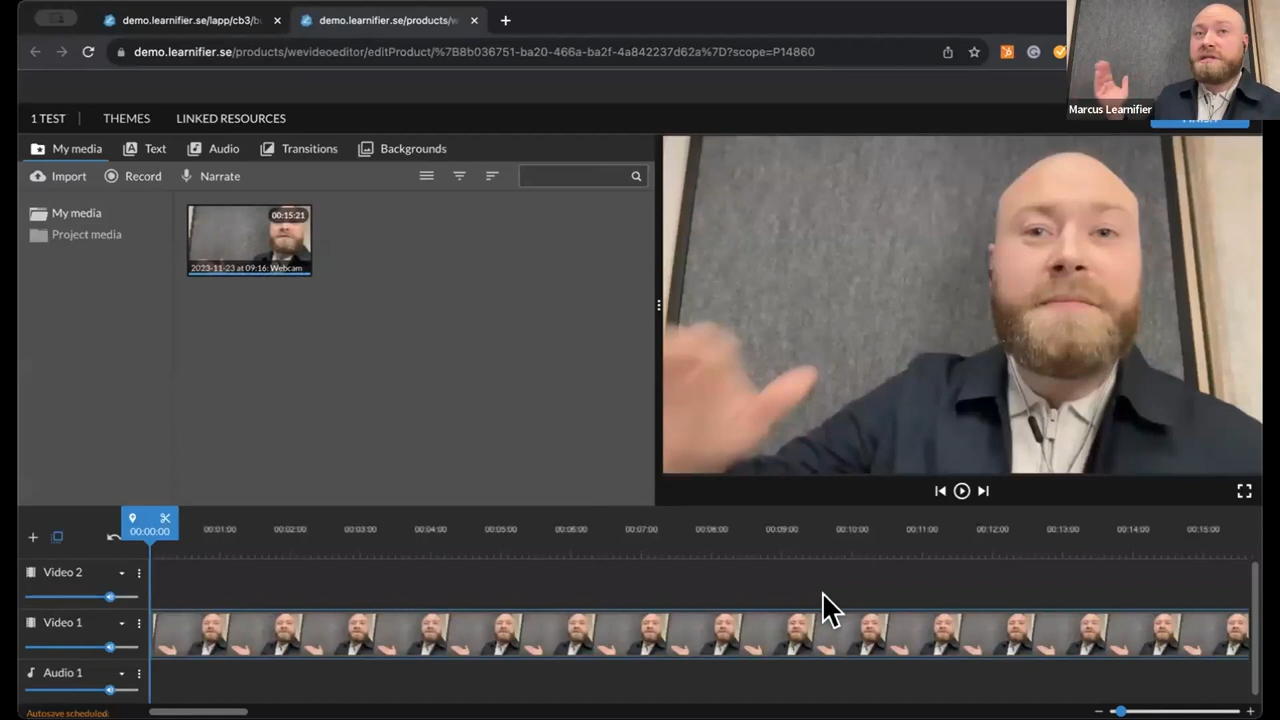 demo.learnifier.se/lapp/cb3/b
demo.learnifier.se/products/w
demo.learnifier.se/products/wevideoeditor/editProduct/%7B8b036751-ba20-466a-ba2f-4a842237d62a%7D?scope=P14860
Marcus Learnifier
1 TEST THEMES LINKED RESOURCES
My media Text Audio Transitions Backgrounds
Import Record Narrate
My media
Project media
00:15:21
2023-11-23 at 09:16: Webcam
00:00:00 00:01:00 00:02:00 00:03:00 00:04:00 00:05:00 00:06:00 00:07:00 00:08:00 00:09:00 00:10:00 00:11:00 00:12:00 00:13:00 00:14:00 00:15:00
Video 2
Video 1
Audio 1
Autosave scheduled: